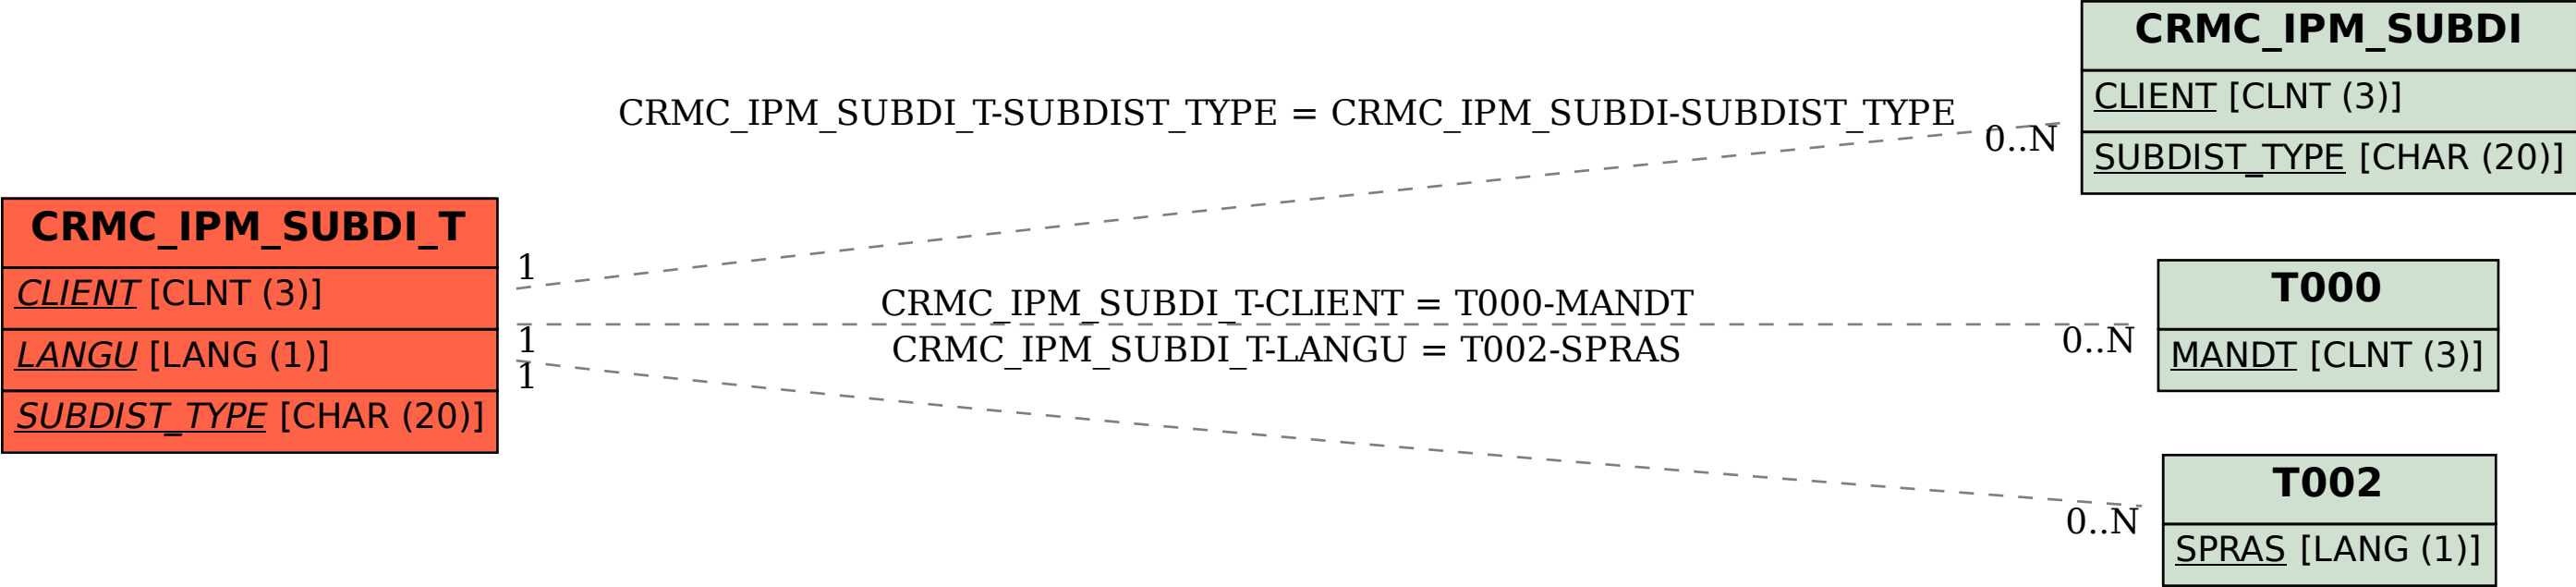 CRMC_IPM_SUBDI
CLIENT [CLNT (3)]
SUBDIST_TYPE [CHAR (20)]
CRMC_IPM_SUBDI_T-SUBDIST_TYPE = CRMC_IPM_SUBDI-SUBDIST_TYPE
0..N
CRMC_IPM_SUBDI_T
CLIENT [CLNT (3)]
LANGU [LANG (1)]
SUBDIST_TYPE [CHAR (20)]
1
1
1
CRMC_IPM_SUBDI_T-CLIENT = T000-MANDT
CRMC_IPM_SUBDI_T-LANGU = T002-SPRAS
0..N
T000
MANDT [CLNT (3)]
0..N
T002
SPRAS [LANG (1)]